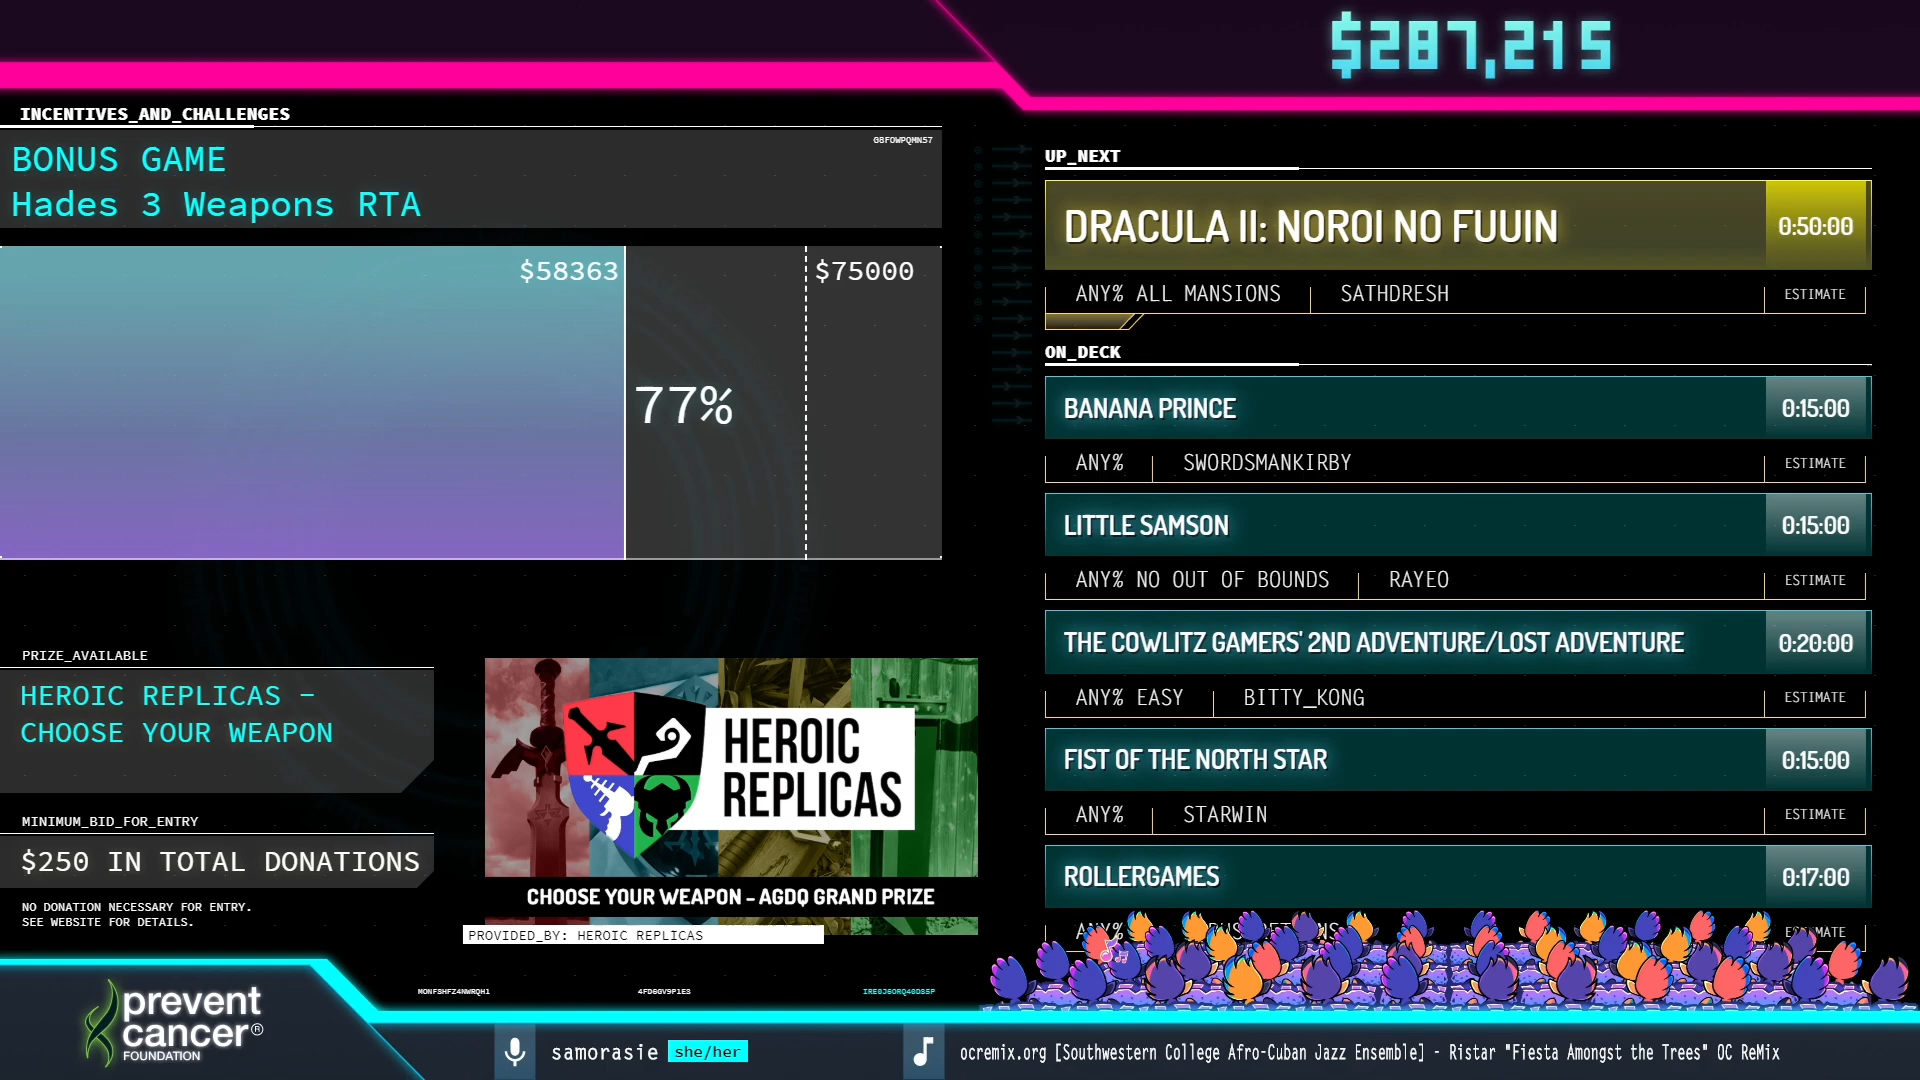 $287,215
INCENTIVES_AND_CHALLENGES
G8FOWPQMN57
BONUS GAME
Hades 3 Weapons RTA
$58363
$75000
77%
PRIZE_AVAILABLE
HEROIC REPLICAS -
CHOOSE YOUR WEAPON
MINIMUM_BID_FOR_ENTRY
$250 IN TOTAL DONATIONS
NO DONATION NECESSARY FOR ENTRY.
SEE WEBSITE FOR DETAILS.
HEROIC
REPLICAS
CHOOSE YOUR WEAPON - AGDQ GRAND PRIZE
PROVIDED_BY: HEROIC REPLICAS
UP_NEXT
DRACULA II: NOROI NO FUUIN 0:50:00
ANY% ALL MANSIONS SATHDRESH ESTIMATE
ON_DECK
BANANA PRINCE 0:15:00
ANY% SWORDSMANKIRBY ESTIMATE
LITTLE SAMSON 0:15:00
ANY% NO OUT OF BOUNDS RAYEO ESTIMATE
THE COWLITZ GAMERS' 2ND ADVENTURE/LOST ADVENTURE 0:20:00
ANY% EASY BITTY_KONG ESTIMATE
FIST OF THE NORTH STAR 0:15:00
ANY% STARWIN ESTIMATE
ROLLERGAMES 0:17:00
ANY%
prevent
cancer®
FOUNDATION
samorasie she/her
ocremix.org [Southwestern College Afro-Cuban Jazz Ensemble] - Ristar "Fiesta Amongst the Trees" OC ReMix